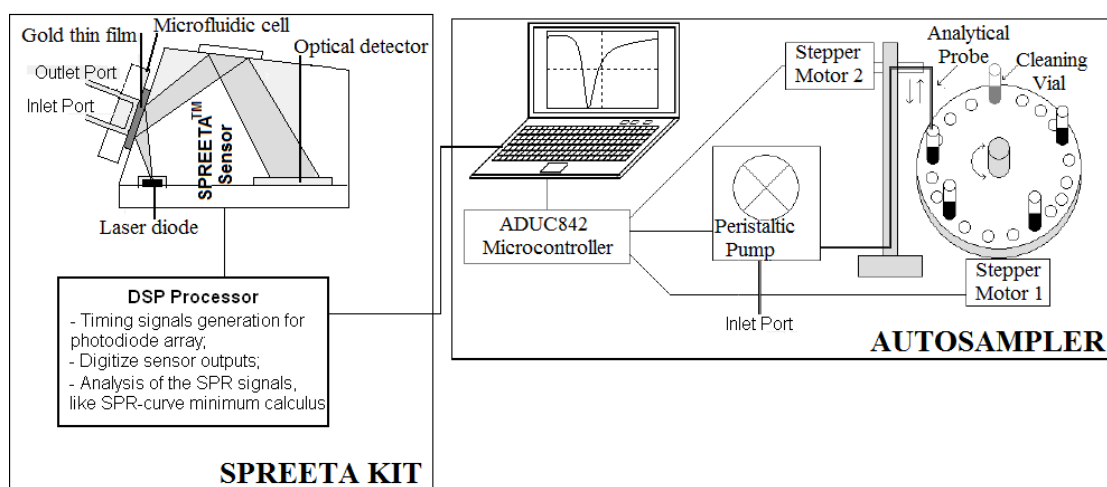 Microfluidic cell
Gold thin film
Outlet Port
Inlet Port
Optical detector
SPREETA™
Sensor
Laser diode
DSP Processor
- Timing signals generation for
photodiode array;
- Digitize sensor outputs;
- Analysis of the SPR signals,
like SPR-curve minimum calculus
SPREETA KIT
Stepper
Motor 2
Analytical
Probe
Cleaning
Vial
ADUC842
Microcontroller
Peristaltic
Pump
Inlet Port
Stepper
Motor 1
AUTOSAMPLER